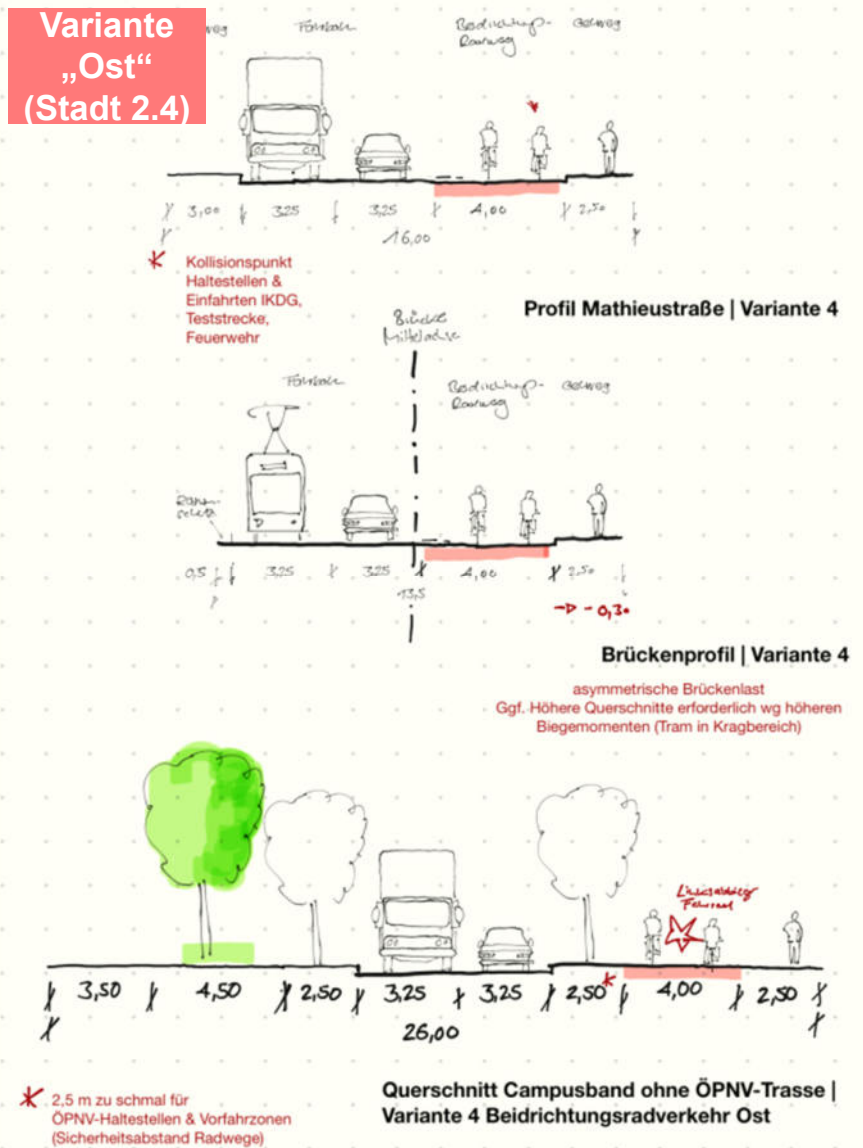 Variante
„Ost“
(Stadt 2.4)
weg Fahrbahn Beidrichtungs- Gehweg
Radweg
3,00 3,25 3,25 4,00 2,50
16,00
Kollisionspunkt
Haltestellen &
Einfahrten IKDG,
Teststrecke,
Feuerwehr
Profil Mathieustraße | Variante 4
Brücke
Mittelachse
Fahrbahn Beidrichtungs- Gehweg
Radweg
0,5 3,25 3,25 4,00 2,50
13,5
- 0,30
Brückenprofil | Variante 4
asymmetrische Brückenlast
Ggf. Höhere Querschnitte erforderlich wg höheren
Biegemomenten (Tram in Kragbereich)
Linksabbieger
Fahrrad
3,50 4,50 2,50 3,25 3,25 2,50 4,00 2,50
26,00
2,5 m zu schmal für
ÖPNV-Haltestellen & Vorfahrzonen
(Sicherheitsabstand Radwege)
Querschnitt Campusband ohne ÖPNV-Trasse |
Variante 4 Beidrichtungsradverkehr Ost